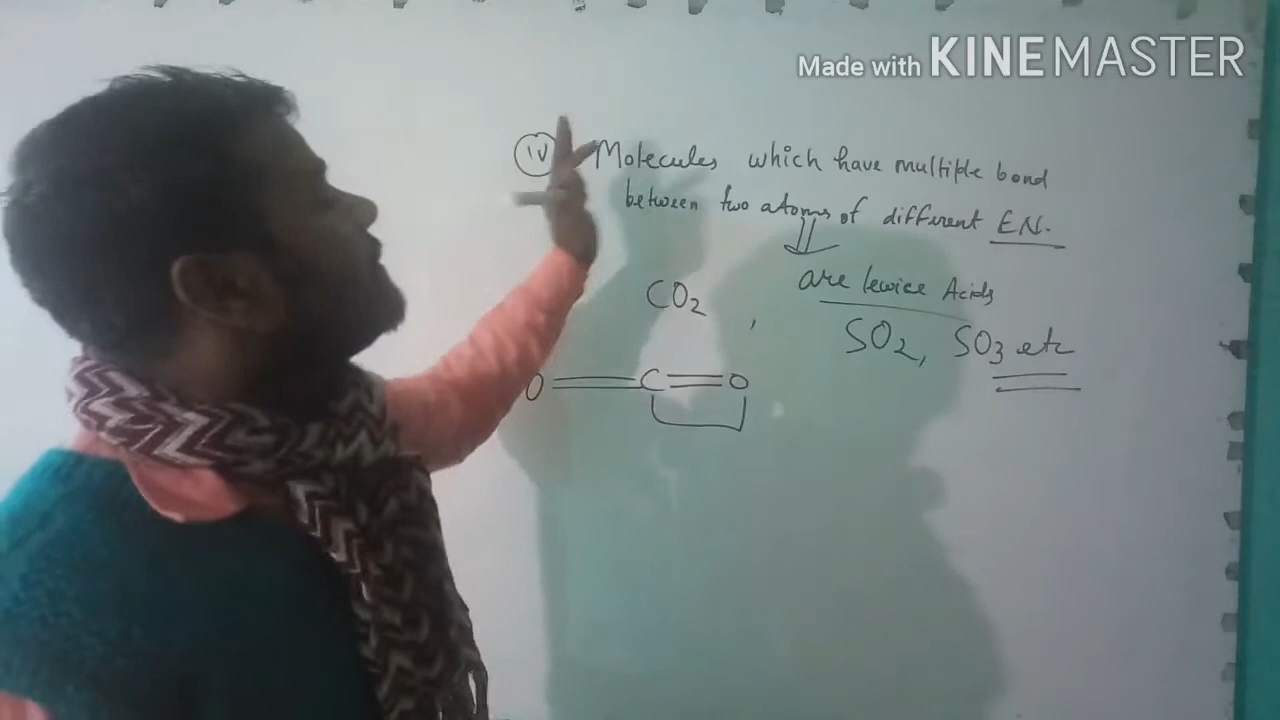 Made with KINEMASTER
(iv) Molecules which have multiple bond
between two atoms of different EN.
⇓
are lewice Acids
CO₂, SO₂, SO₃ etc
O=C=O